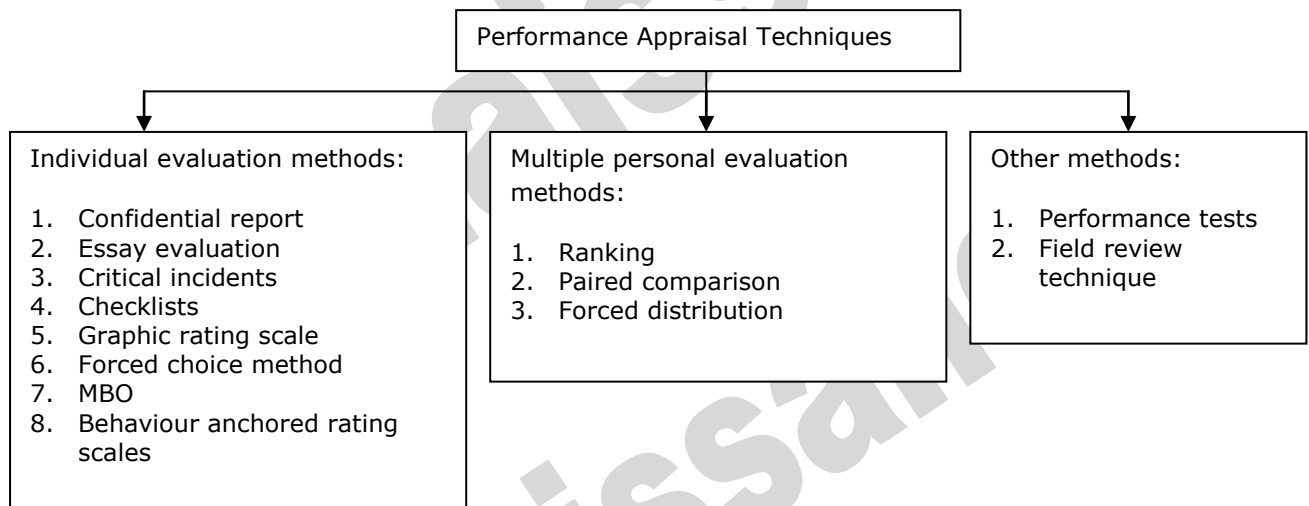 Performance Appraisal Techniques
Individual evaluation methods:
1. Confidential report
2. Essay evaluation
3. Critical incidents
4. Checklists
5. Graphic rating scale
6. Forced choice method
7. MBO
8. Behaviour anchored rating
scales
Multiple personal evaluation
methods:
1. Ranking
2. Paired comparison
3. Forced distribution
Other methods:
1. Performance tests
2. Field review
technique